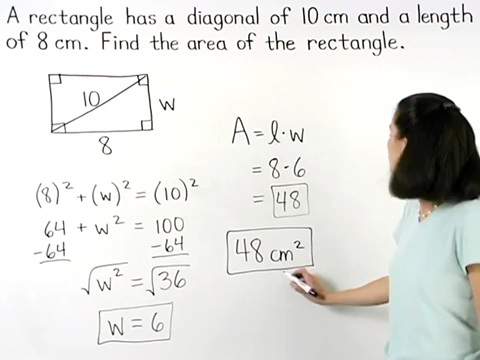 A rectangle has a diagonal of 10 cm and a length
of 8 cm. Find the area of the rectangle.
10
w
8
(8)² + (w)² = (10)²
64 + w² = 100
-64 -64
√w² = √36
w = 6
A = l · w
= 8 · 6
= 48
48 cm²